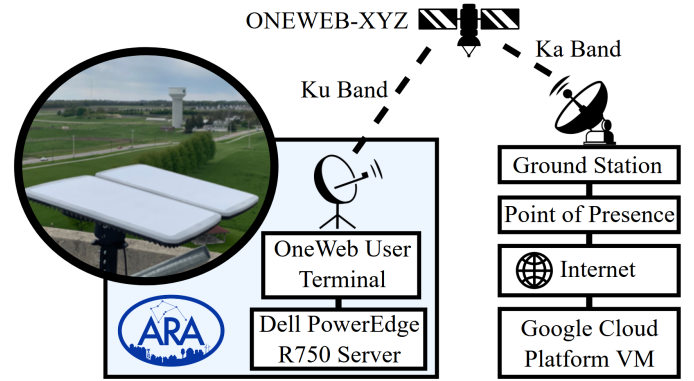 ONEWEB-XYZ
Ka Band
Ku Band
Ground Station
Point of Presence
OneWeb User
Terminal
Internet
ARA
Dell PowerEdge
R750 Server
Google Cloud
Platform VM